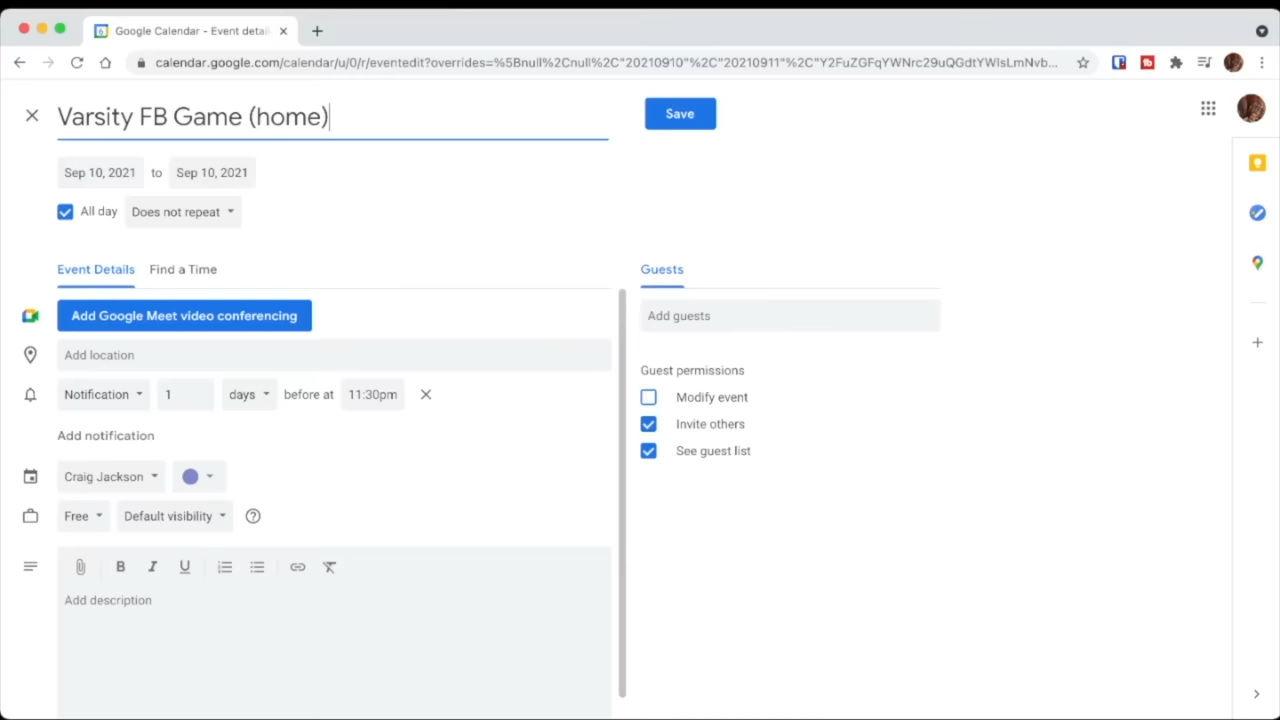 Google Calendar - Event detail
calendar.google.com/calendar/u/0/r/eventedit?overrides=%5Bnull%2Cnull%2C"20210910"%2C"20210911"%2C"Y2FuZGFqYWNrc29uQGdtYWlsLmNvb...
Varsity FB Game (home)
Save
Sep 10, 2021 to Sep 10, 2021
All day Does not repeat
Event Details Find a Time
Guests
Add Google Meet video conferencing
Add guests
Add location
Guest permissions
Notification 1 days before at 11:30pm
Modify event
Invite others
Add notification
See guest list
Craig Jackson
Free Default visibility
B I U
Add description